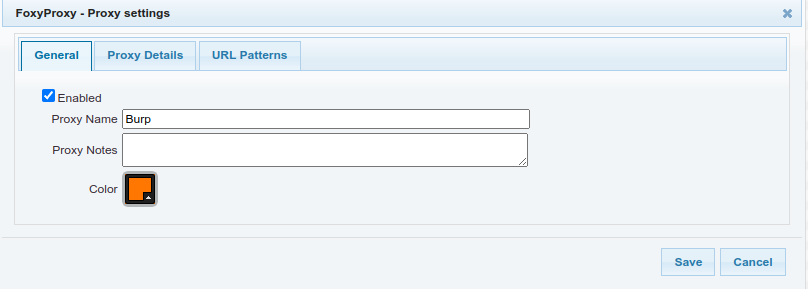 FoxyProxy - Proxy settings
General Proxy Details URL Patterns
Enabled
Proxy Name Burp
Proxy Notes
Color
Save Cancel